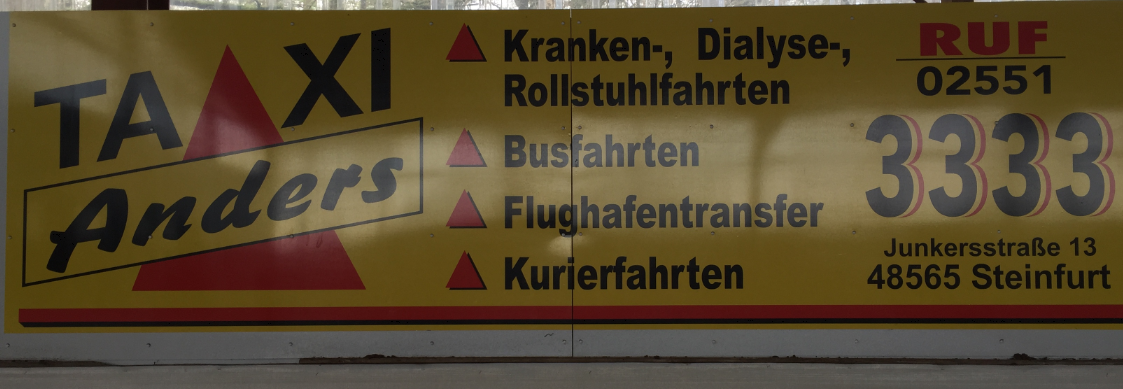 TAXI
Anders
Kranken-, Dialyse-,
Rollstuhlfahrten
Busfahrten
Flughafentransfer
Kurierfahrten
RUF
02551
3333
Junkersstraße 13
48565 Steinfurt